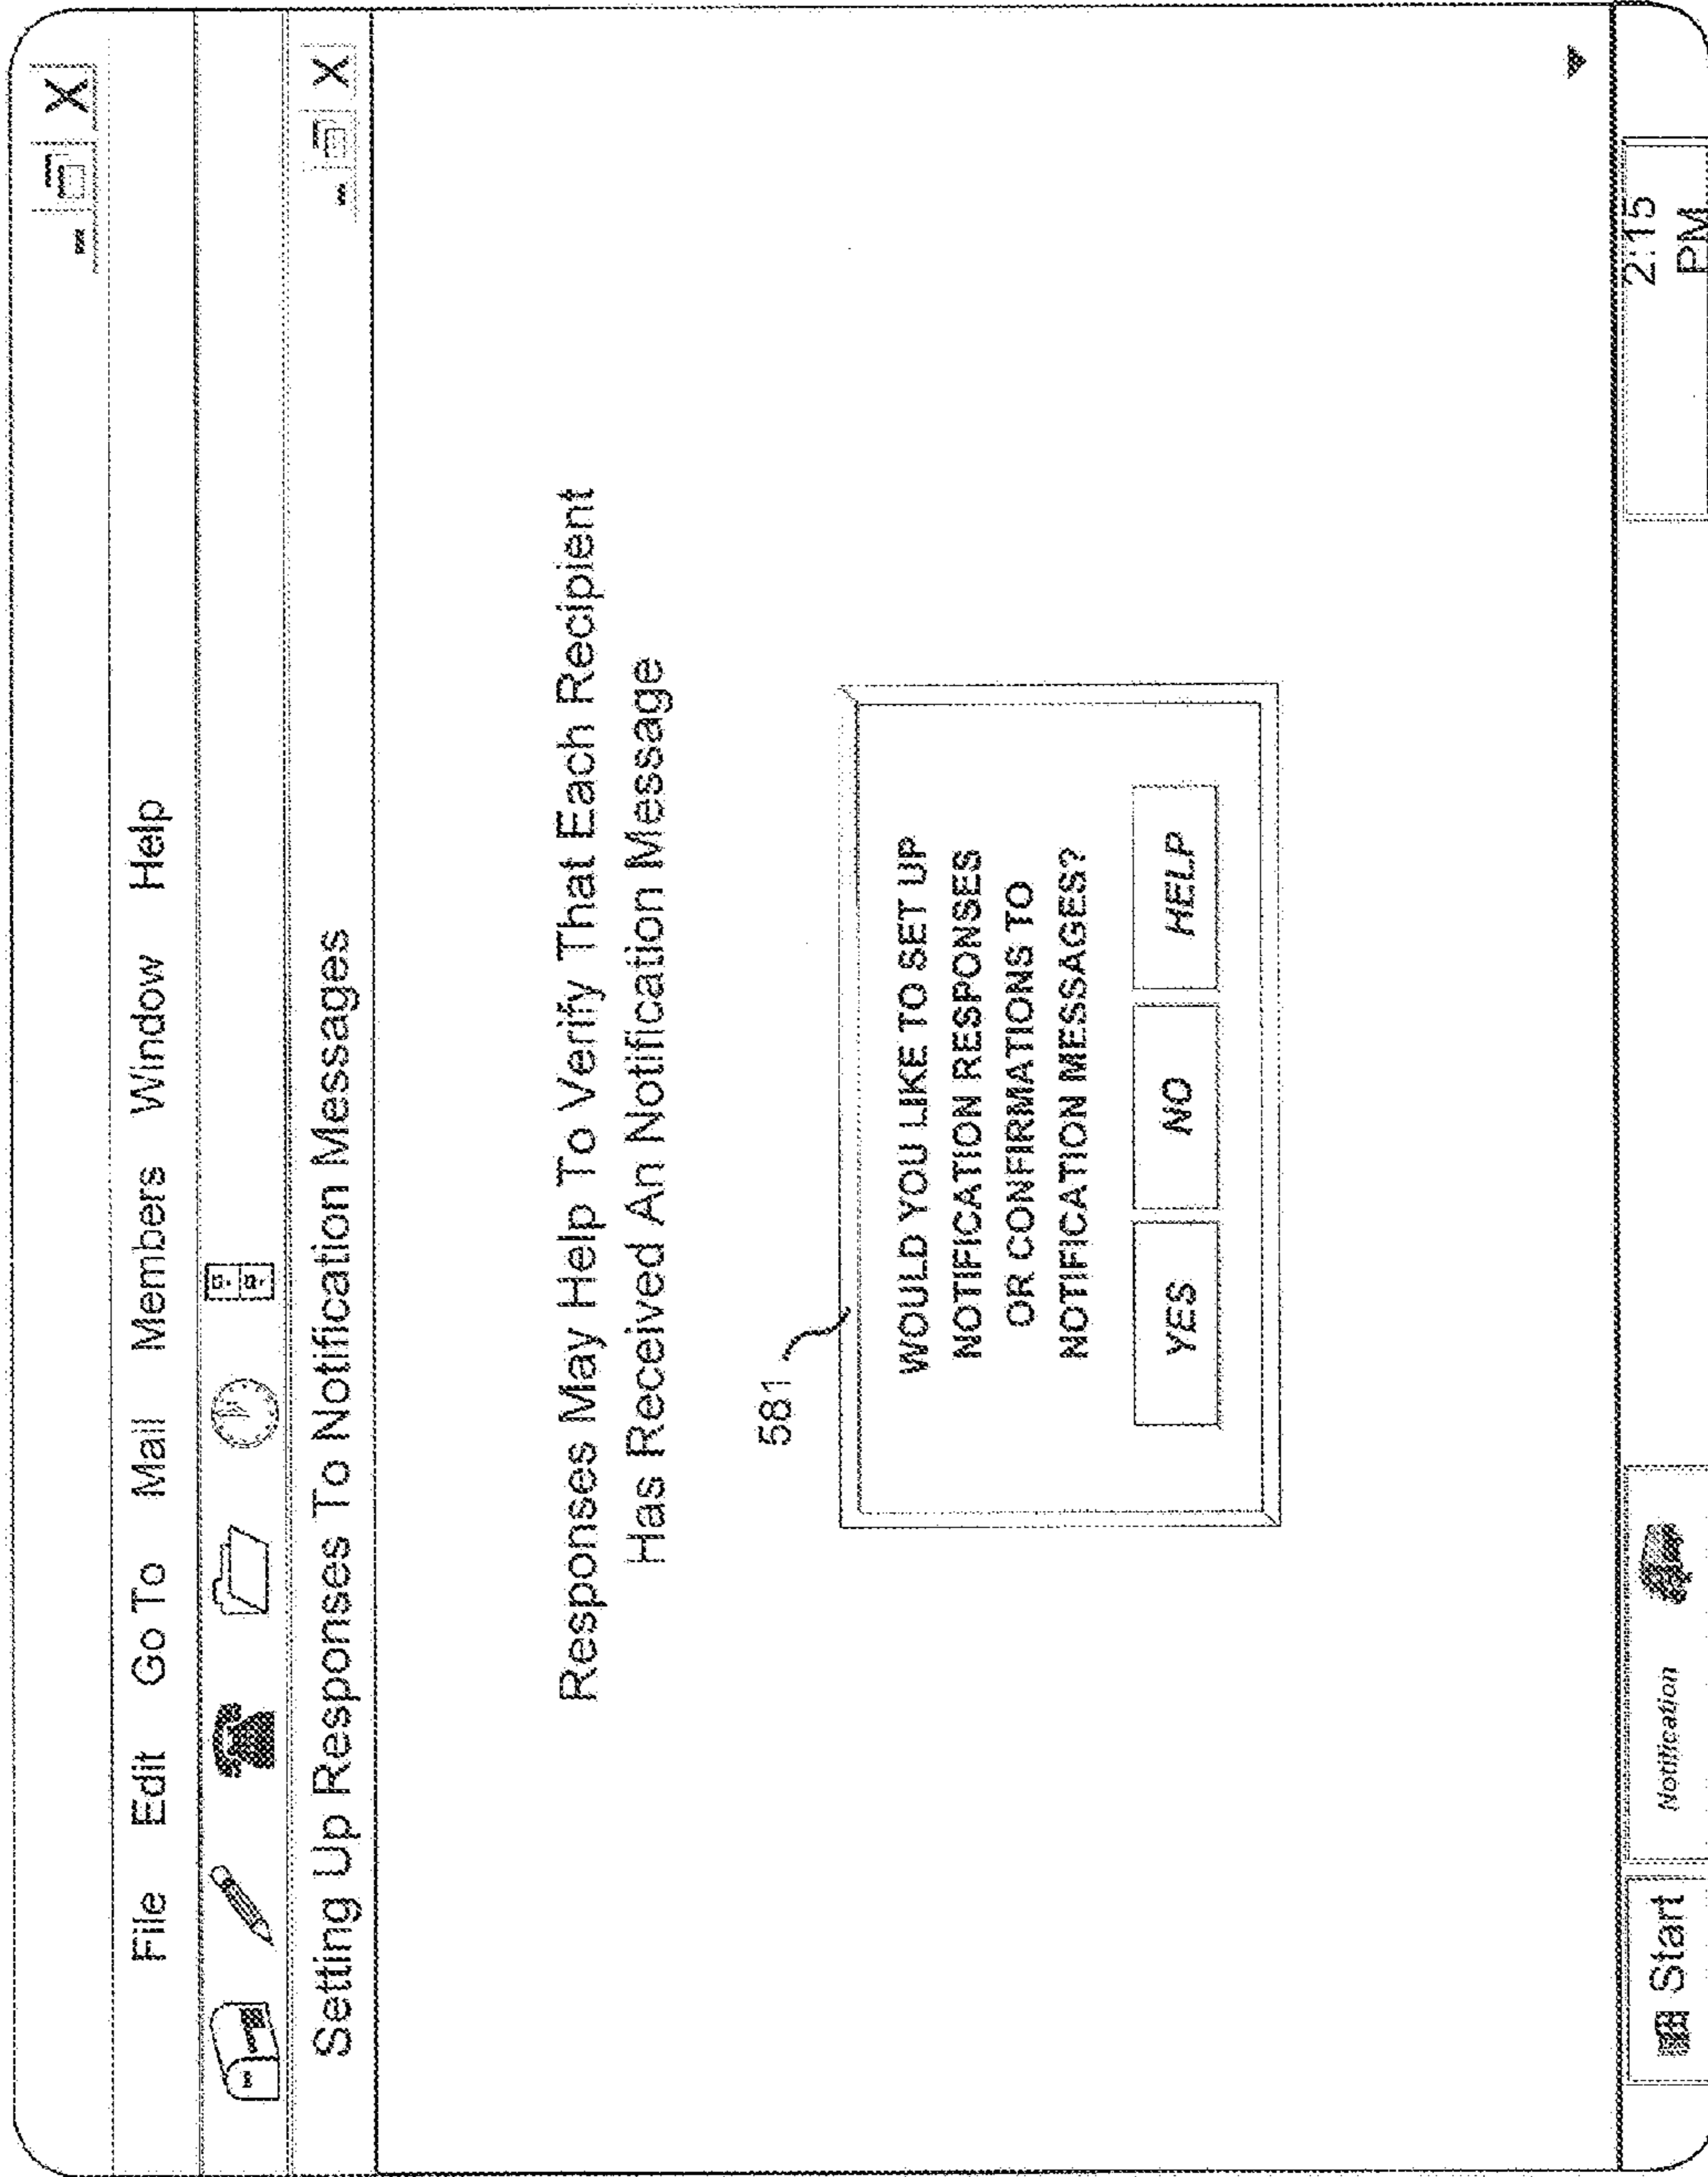 X
File Edit Go To Mail Members Window Help
Setting Up Responses To Notification Messages X
Responses May Help To Verify That Each Recipient
Has Received An Notification Message
581
WOULD YOU LIKE TO SET UP
NOTIFICATION RESPONSES
OR CONFIRMATIONS TO
NOTIFICATION MESSAGES?
YES NO HELP
Start Notification 2:15
PM